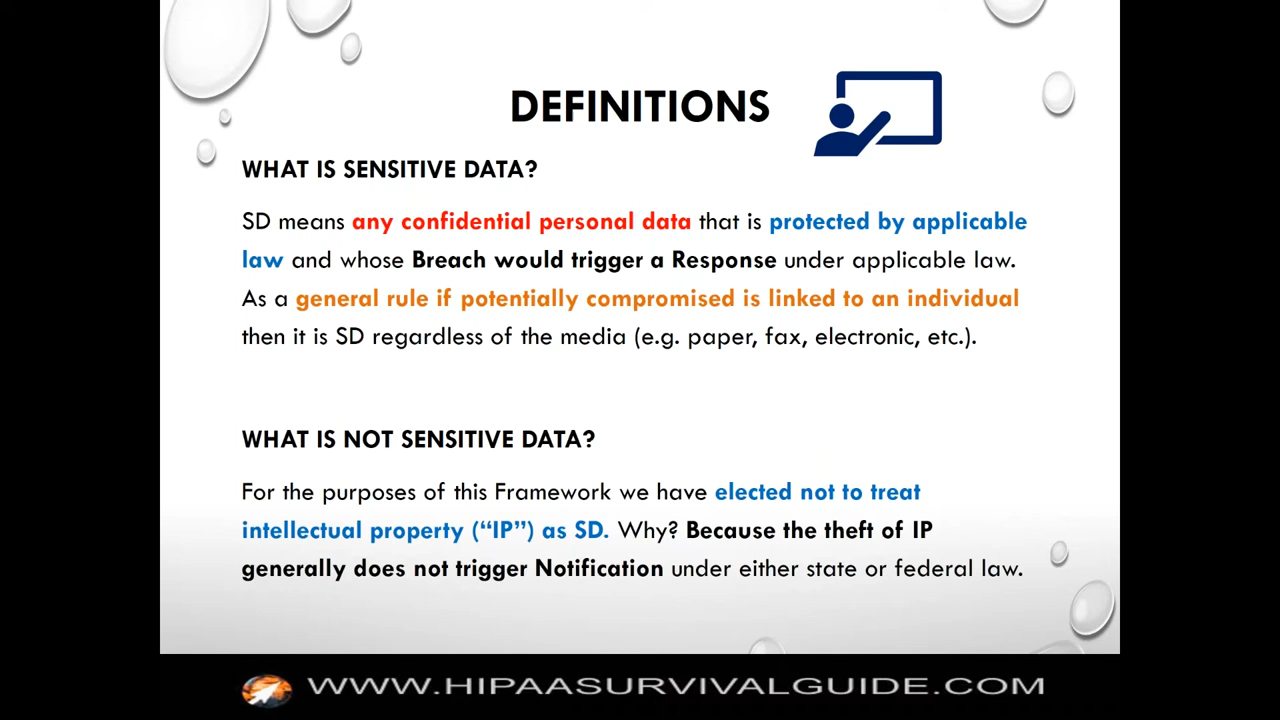 DEFINITIONS
WHAT IS SENSITIVE DATA?
SD means any confidential personal data that is protected by applicable
law and whose Breach would trigger a Response under applicable law.
As a general rule if potentially compromised is linked to an individual
then it is SD regardless of the media (e.g. paper, fax, electronic, etc.).
WHAT IS NOT SENSITIVE DATA?
For the purposes of this Framework we have elected not to treat
intellectual property (“IP”) as SD. Why? Because the theft of IP
generally does not trigger Notification under either state or federal law.
WWW.HIPAASURVIVALGUIDE.COM